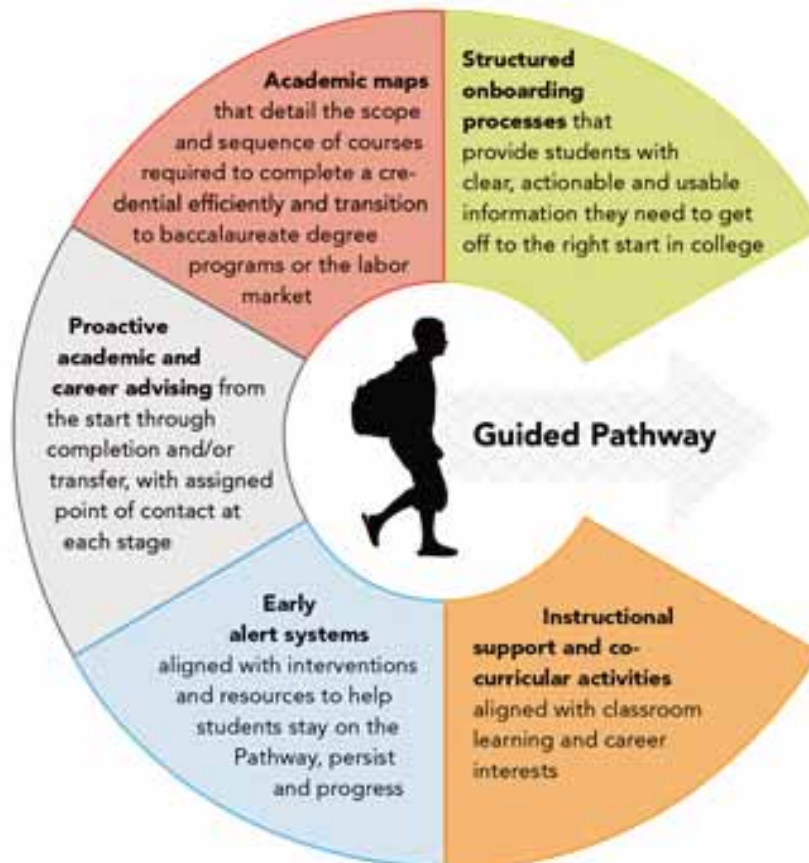 Structured
onboarding
processes that
provide students with
clear, actionable and usable
information they need to get
off to the right start in college
Academic maps
that detail the scope
and sequence of courses
required to complete a cre-
dential efficiently and transition
to baccalaureate degree
programs or the labor
market
Proactive
academic and
career advising from
the start through
completion and/or
transfer, with assigned
point of contact at
each stage
Early
alert systems
aligned with interventions
and resources to help
students stay on the
Pathway, persist
and progress
Instructional
support and co-
curricular activities
aligned with classroom
learning and career
interests
Guided Pathway